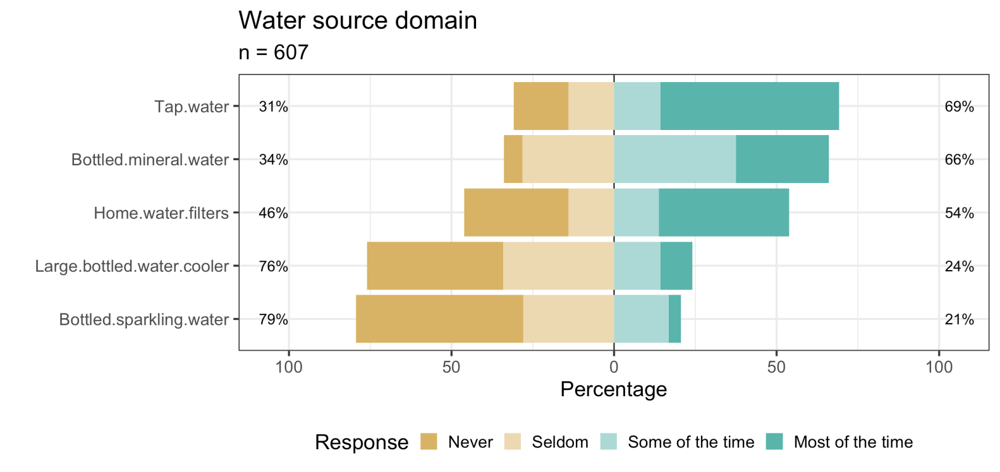 Water source domain
n = 607
Tap.water 31% 69%
Bottled.mineral.water 34% 66%
Home.water.filters 46% 54%
Large.bottled.water.cooler 76% 24%
Bottled.sparkling.water 79% 21%
100 50 0 50 100
Percentage
Response Never Seldom Some of the time Most of the time